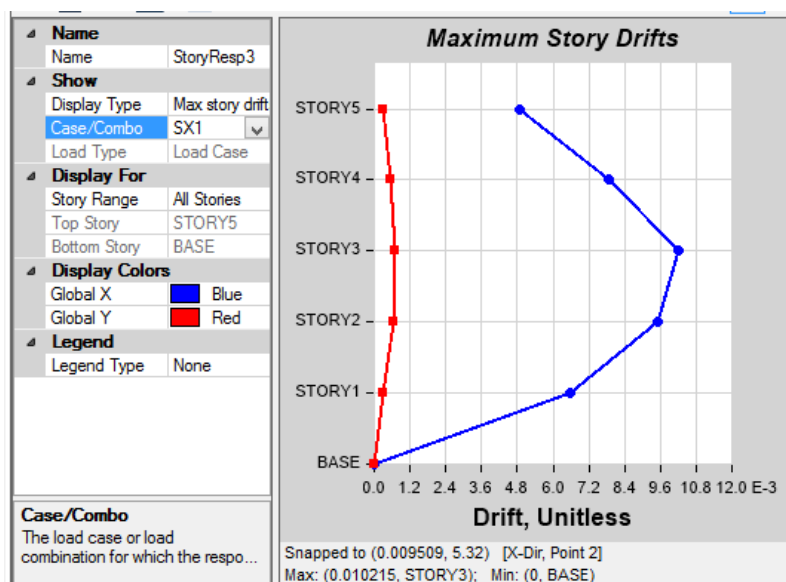 Name
Name StoryResp3
Show
Display Type Max story drift
Case/Combo SX1
Load Type Load Case
Display For
Story Range All Stories
Top Story STORY5
Bottom Story BASE
Display Colors
Global X Blue
Global Y Red
Legend
Legend Type None
Case/Combo
The load case or load
combination for which the respo...
Maximum Story Drifts
STORY5
STORY4
STORY3
STORY2
STORY1
BASE
0.0 1.2 2.4 3.6 4.8 6.0 7.2 8.4 9.6 10.8 12.0 E-3
Drift, Unitless
Snapped to (0.009509, 5.32) [X-Dir, Point 2]
Max: (0.010215, STORY3); Min: (0, BASE)